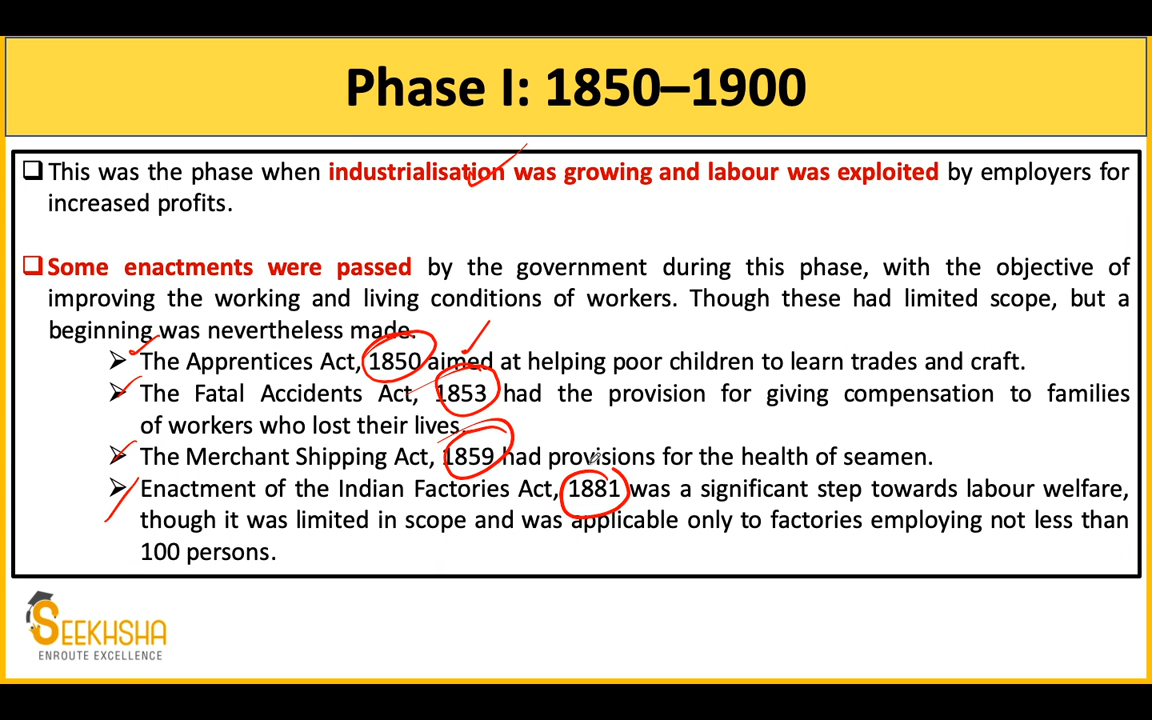 Phase I: 1850–1900
This was the phase when industrialisation was growing and labour was exploited by employers for
increased profits.
Some enactments were passed by the government during this phase, with the objective of
improving the working and living conditions of workers. Though these had limited scope, but a
beginning was nevertheless made.
The Apprentices Act, 1850 aimed at helping poor children to learn trades and craft.
The Fatal Accidents Act, 1853 had the provision for giving compensation to families
of workers who lost their lives.
The Merchant Shipping Act, 1859 had provisions for the health of seamen.
Enactment of the Indian Factories Act, 1881 was a significant step towards labour welfare,
though it was limited in scope and was applicable only to factories employing not less than
100 persons.
SEEKHSHA
ENROUTE EXCELLENCE